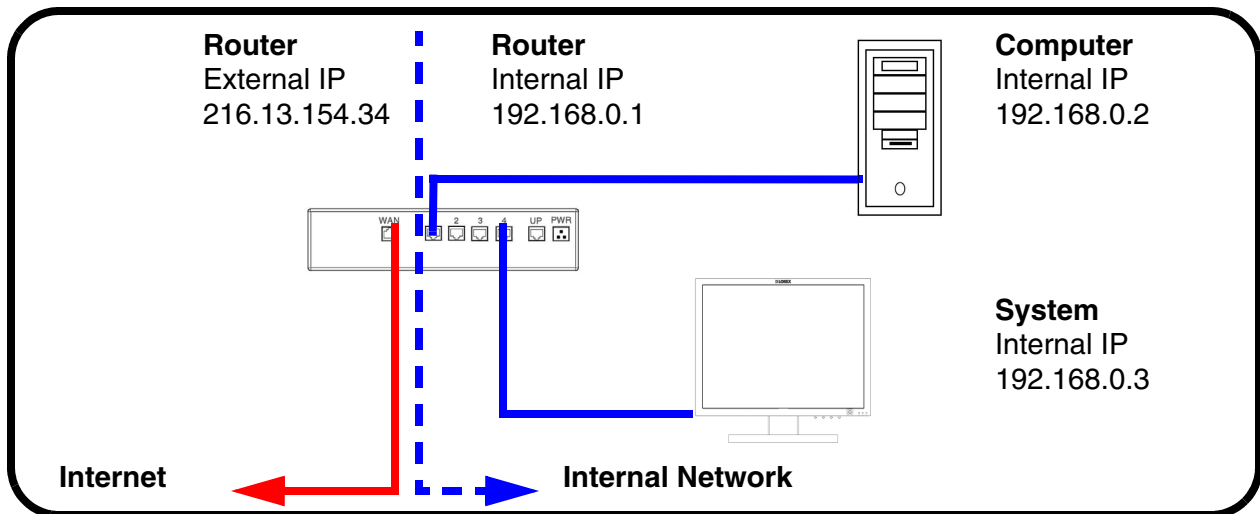 Router
External IP
216.13.154.34
Router
Internal IP
192.168.0.1
Computer
Internal IP
192.168.0.2
WAN
2
3
4
UP
PWR
LOREX
System
Internal IP
192.168.0.3
Internet
Internal Network